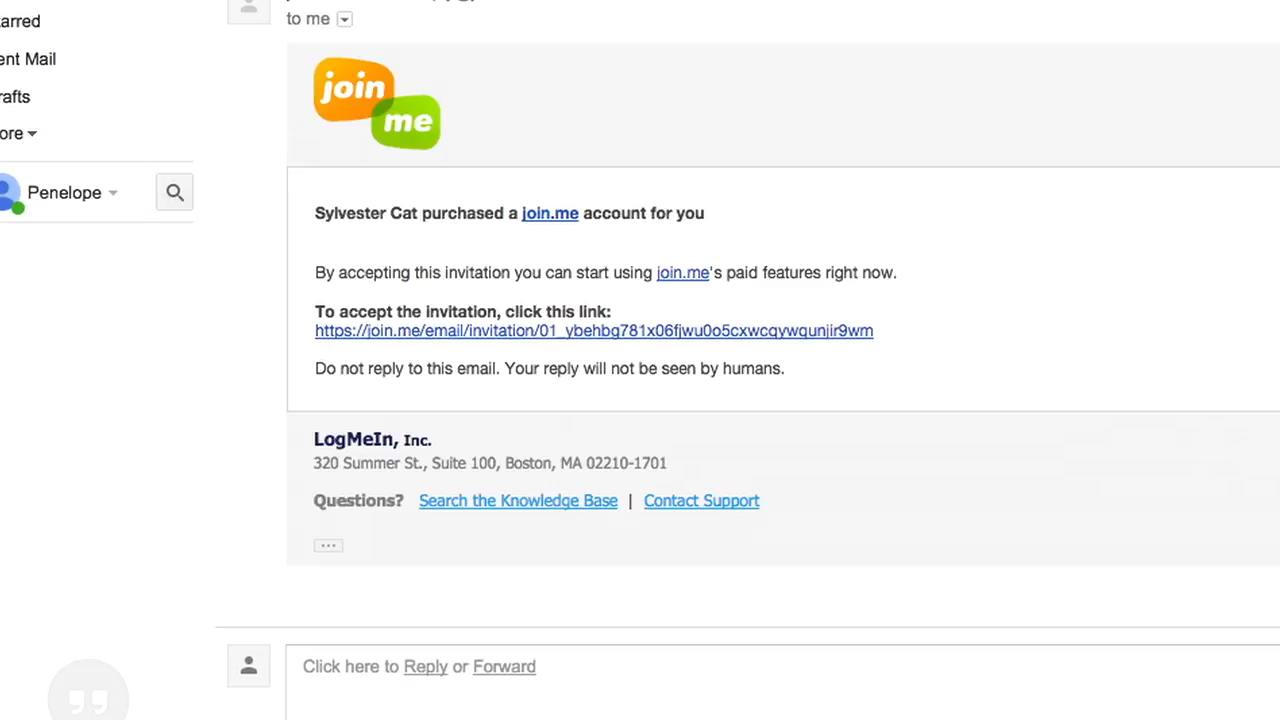 to me
ent Mail
join
me
ore
Penelope
Sylvester Cat purchased a join.me account for you
By accepting this invitation you can start using join.me's paid features right now.
To accept the invitation, click this link:
https://join.me/email/invitation/01_ybehbg781x06fjwu0o5cxwcqywqunjir9wm
Do not reply to this email. Your reply will not be seen by humans.
LogMeIn, Inc.
320 Summer St., Suite 100, Boston, MA 02210-1701
Questions? Search the Knowledge Base | Contact Support
Click here to Reply or Forward